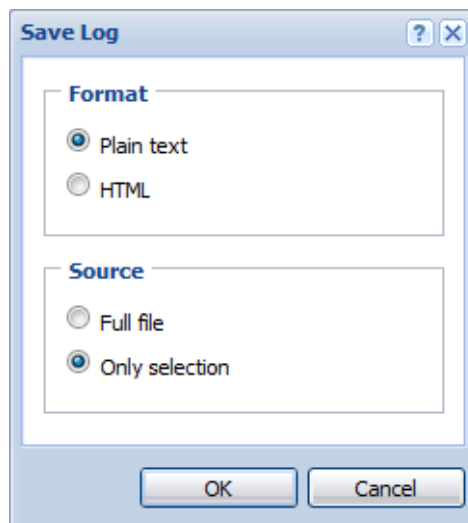 Save Log
?
Format
Plain text
HTML
Source
Full file
Only selection
OK
Cancel